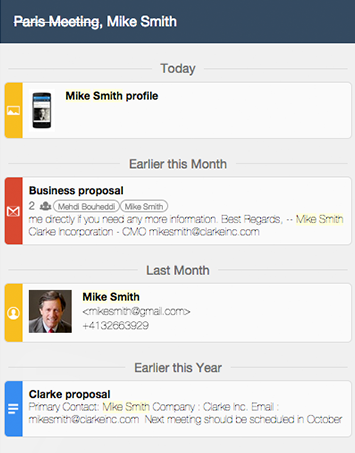 Paris Meeting, Mike Smith
Today
Mike Smith profile
Earlier this Month
Business proposal
2 Mehdi Bouheddi Mike Smith
me directly if you need any more information. Best Regards, -- Mike Smith
Clarke Incorporation - CMO mikesmith@clarkeinc.com
Last Month
Mike Smith
<mikesmith@gmail.com>
+4132663929
Earlier this Year
Clarke proposal
Primary Contact: Mike Smith Company : Clarke Inc. Email :
mikesmith@clarkeinc.com Next meeting should be scheduled in October